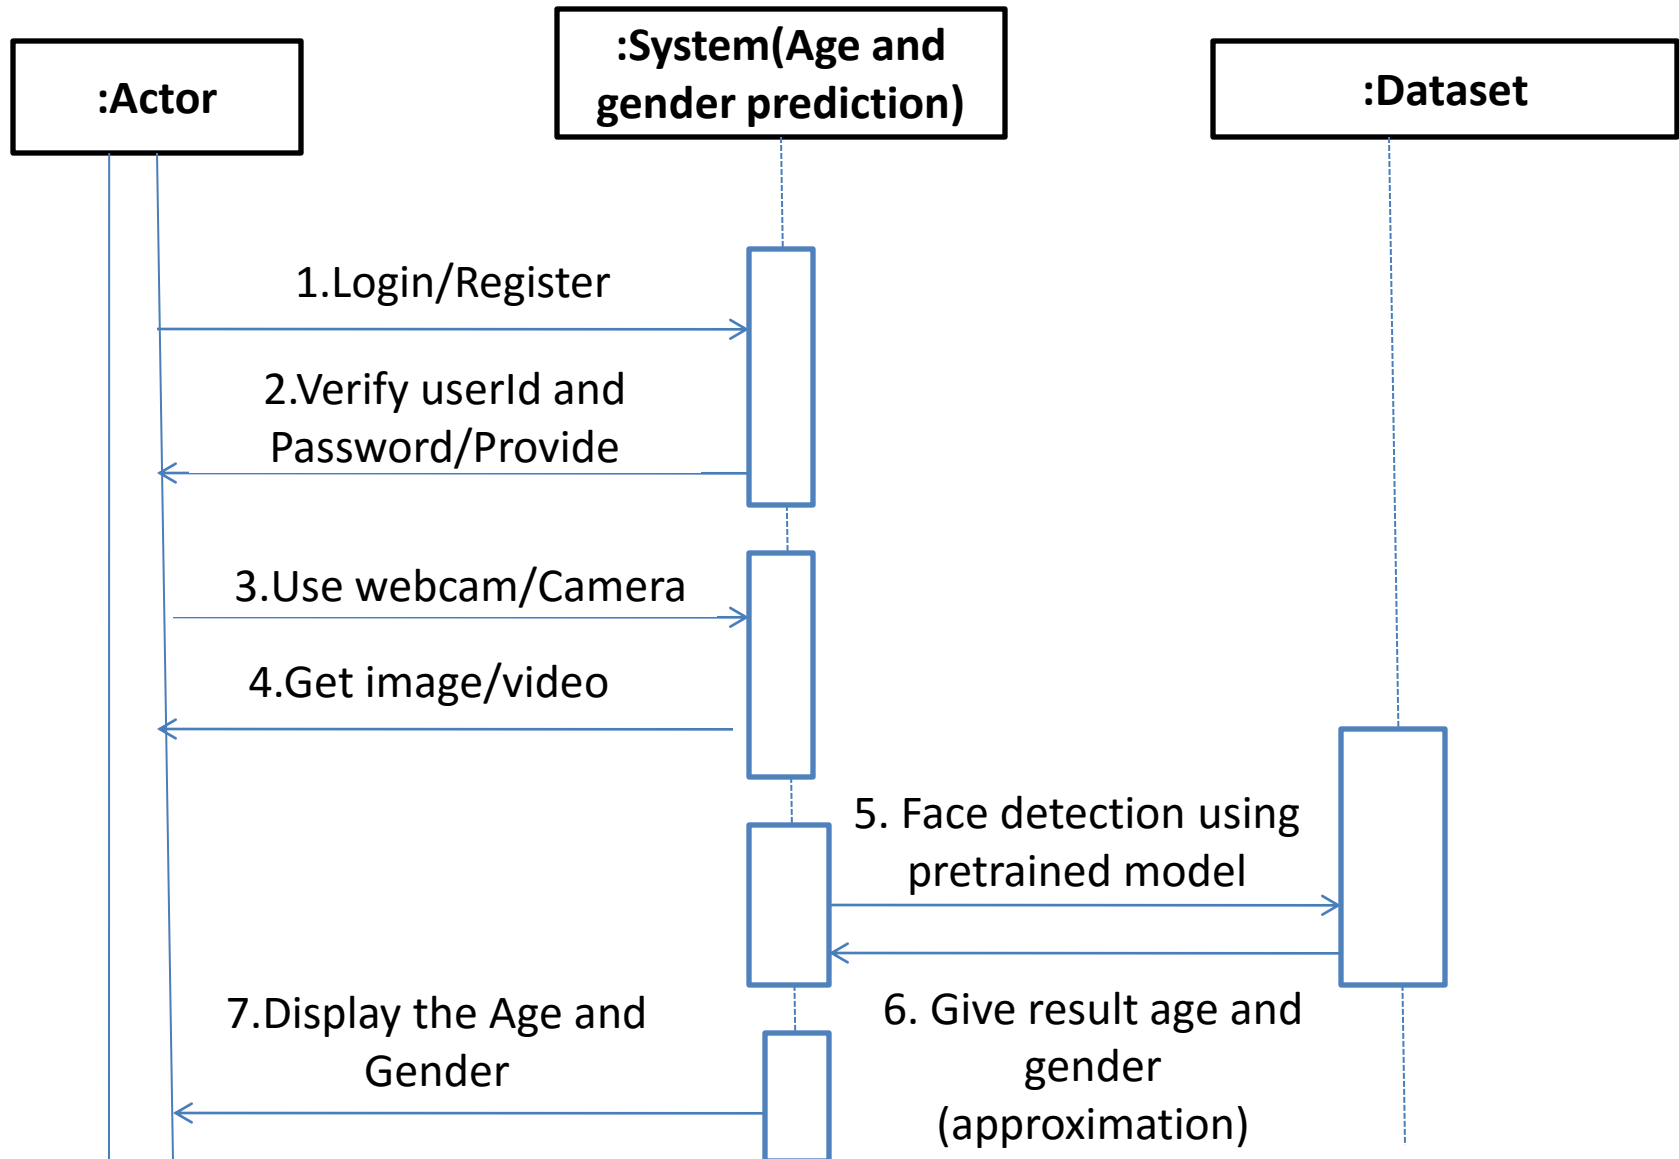 :Actor
:System(Age and
gender prediction)
:Dataset
1.Login/Register
2.Verify userId and
Password/Provide
3.Use webcam/Camera
4.Get image/video
5. Face detection using
pretrained model
6. Give result age and
gender
(approximation)
7.Display the Age and
Gender